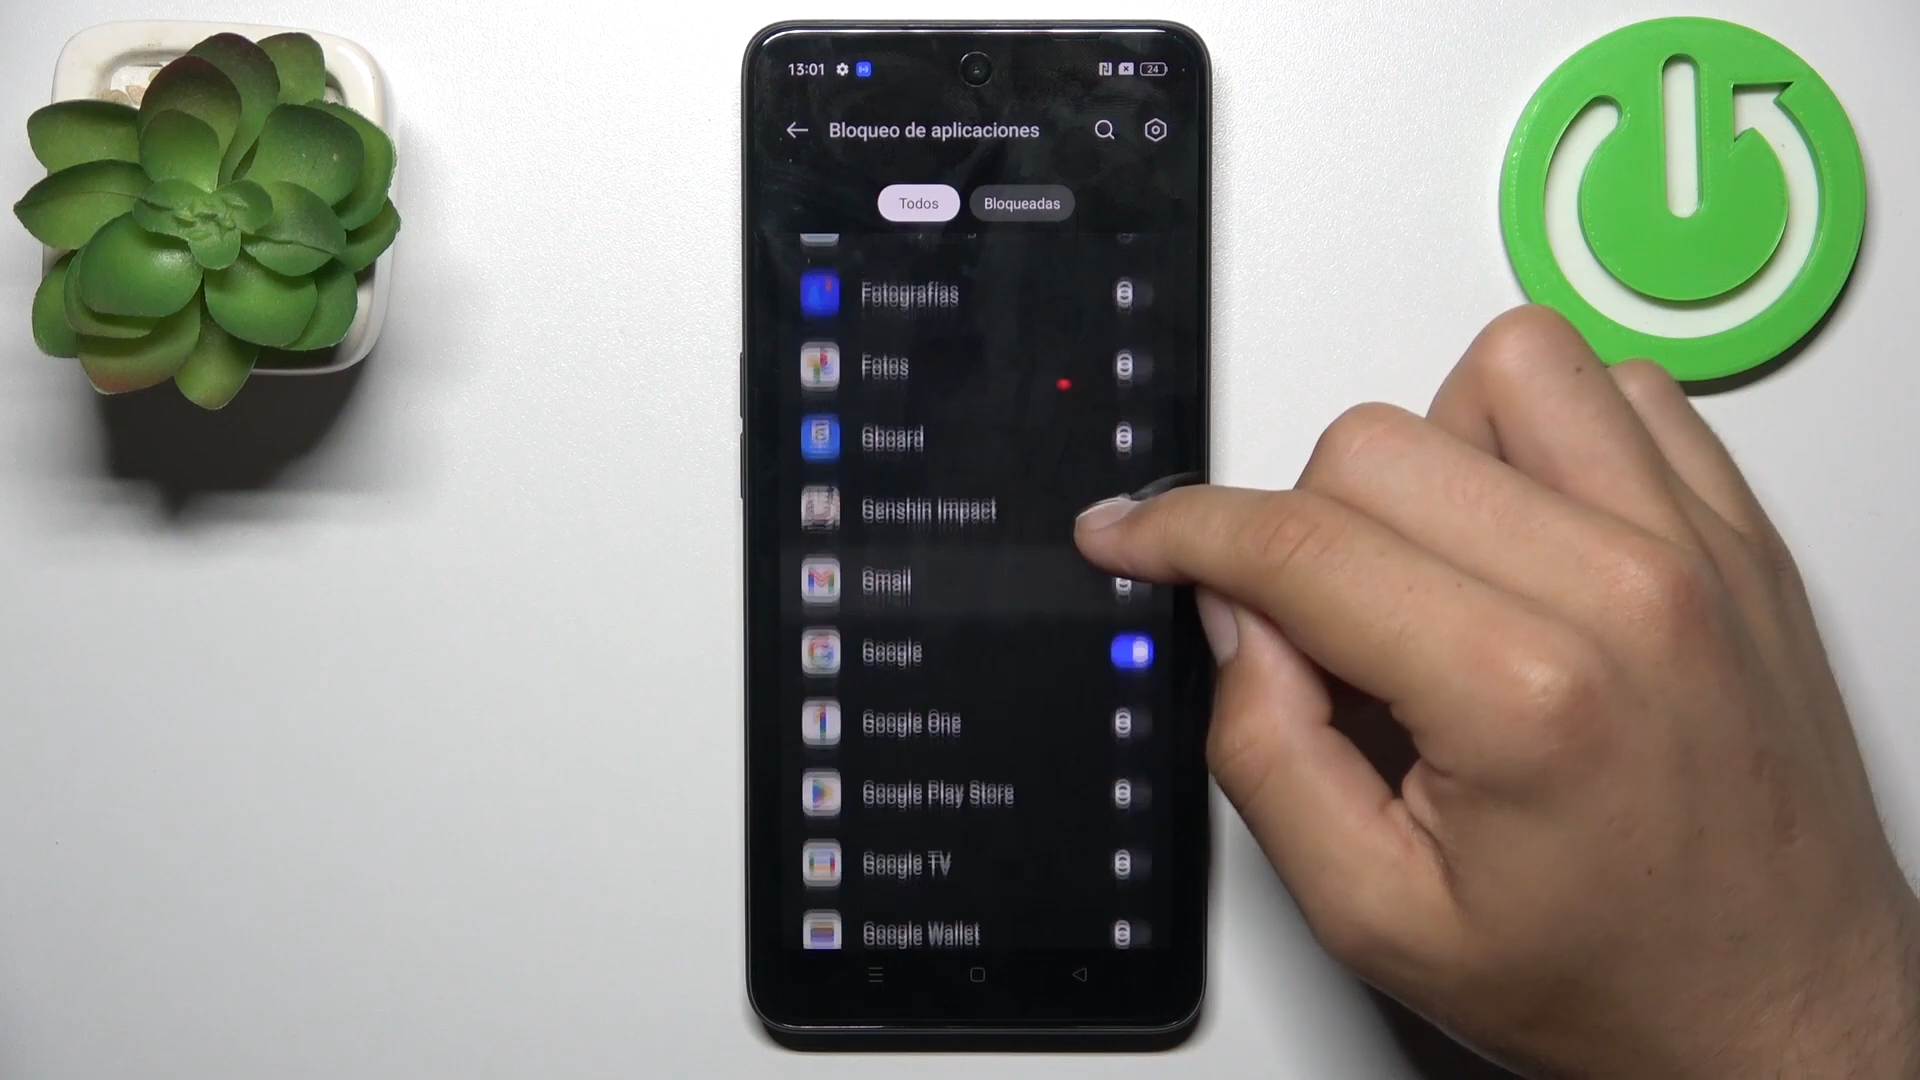 13:01 24
Bloqueo de aplicaciones
Todos Bloqueadas
Fotografías
Fotos
Gboard
Genshin Impact
Gmail
Google
Google One
Google Play Store
Google TV
Google Wallet